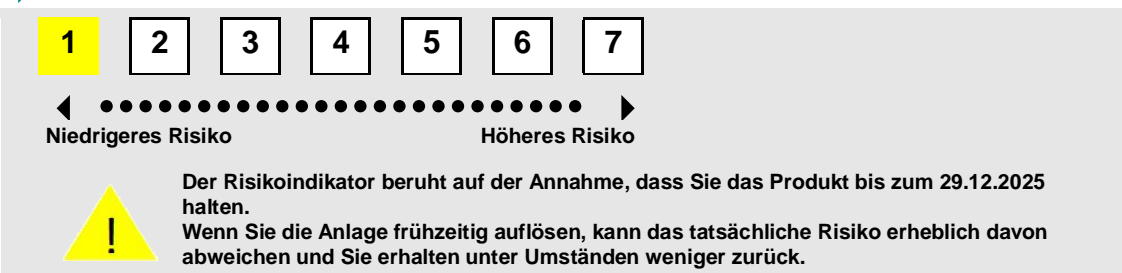 1 2 3 4 5 6 7
Niedrigeres Risiko Höheres Risiko
Der Risikoindikator beruht auf der Annahme, dass Sie das Produkt bis zum 29.12.2025
halten.
Wenn Sie die Anlage frühzeitig auflösen, kann das tatsächliche Risiko erheblich davon
! abweichen und Sie erhalten unter Umständen weniger zurück.